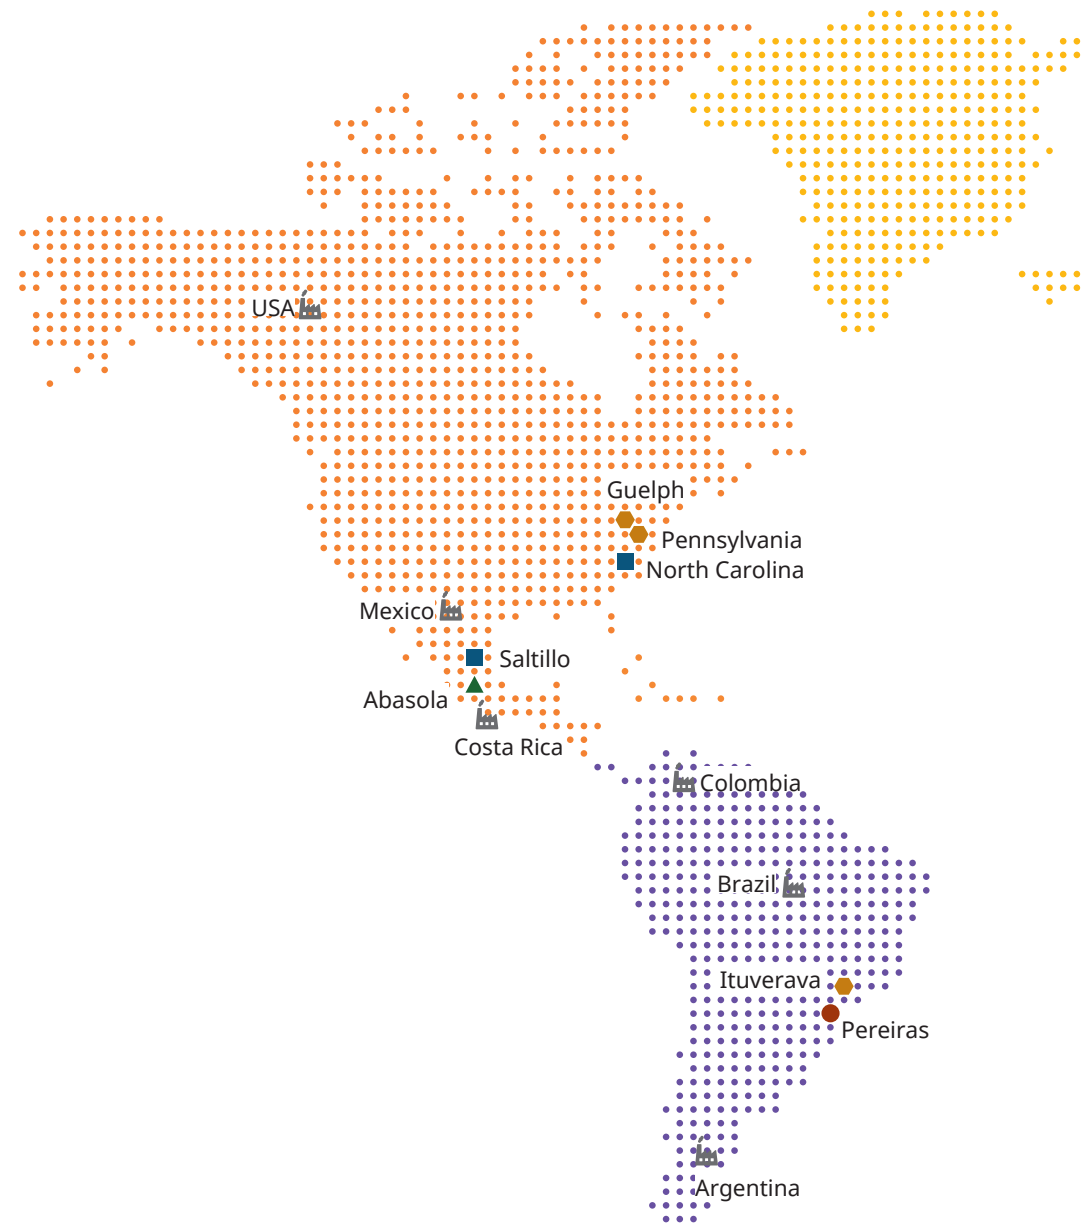 USA
Guelph
Pennsylvania
North Carolina
Mexico
Saltillo
Abasola
Costa Rica
Colombia
Brazil
Ituverava
Pereiras
Argentina